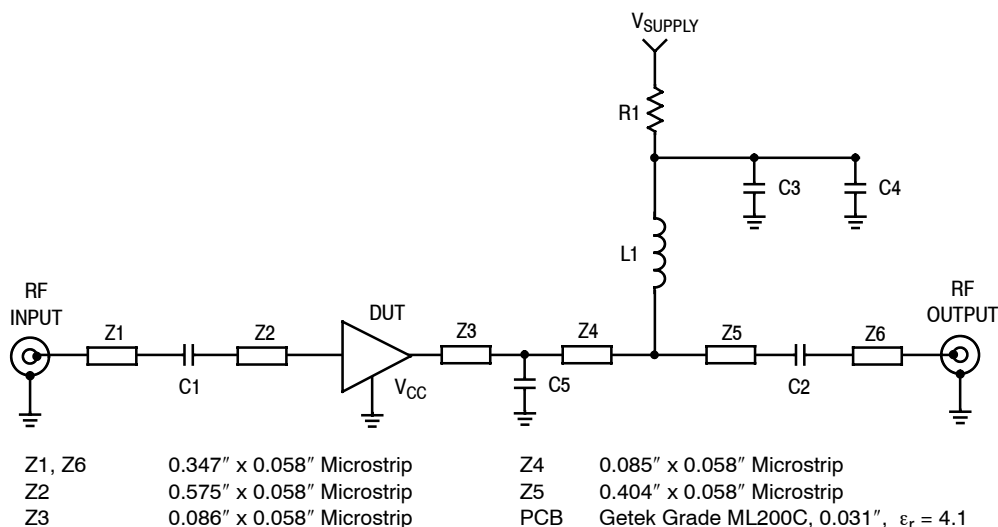 V_SUPPLY
R1
C3
C4
L1
RF INPUT
Z1
C1
Z2
DUT
V_CC
Z3
C5
Z4
Z5
C2
Z6
RF OUTPUT
Z1, Z6 0.347″ x 0.058″ Microstrip
Z2 0.575″ x 0.058″ Microstrip
Z3 0.086″ x 0.058″ Microstrip
Z4 0.085″ x 0.058″ Microstrip
Z5 0.404″ x 0.058″ Microstrip
PCB Getek Grade ML200C, 0.031″, ε_r = 4.1